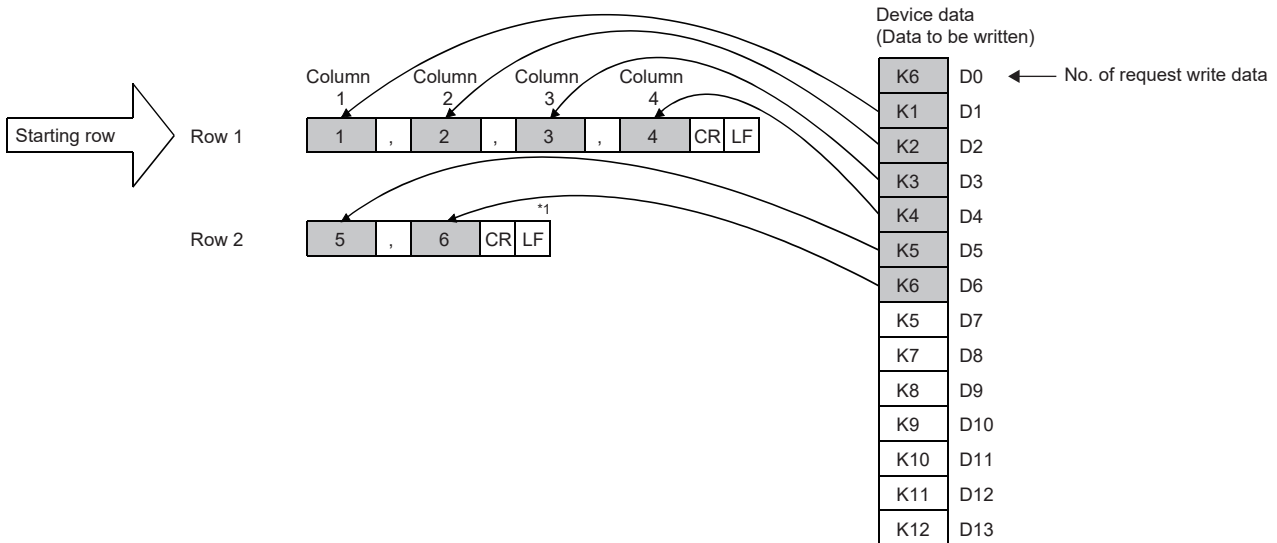 Device data
(Data to be written)
K6 D0 No. of request write data
Column 1 Column 2 Column 3 Column 4
K1 D1
Starting row Row 1 1 , 2 , 3 , 4 CR LF
K2 D2
K3 D3
K4 D4
*1
Row 2 5 , 6 CR LF
K5 D5
K6 D6
K5 D7
K7 D8
K8 D9
K9 D10
K10 D11
K11 D12
K12 D13